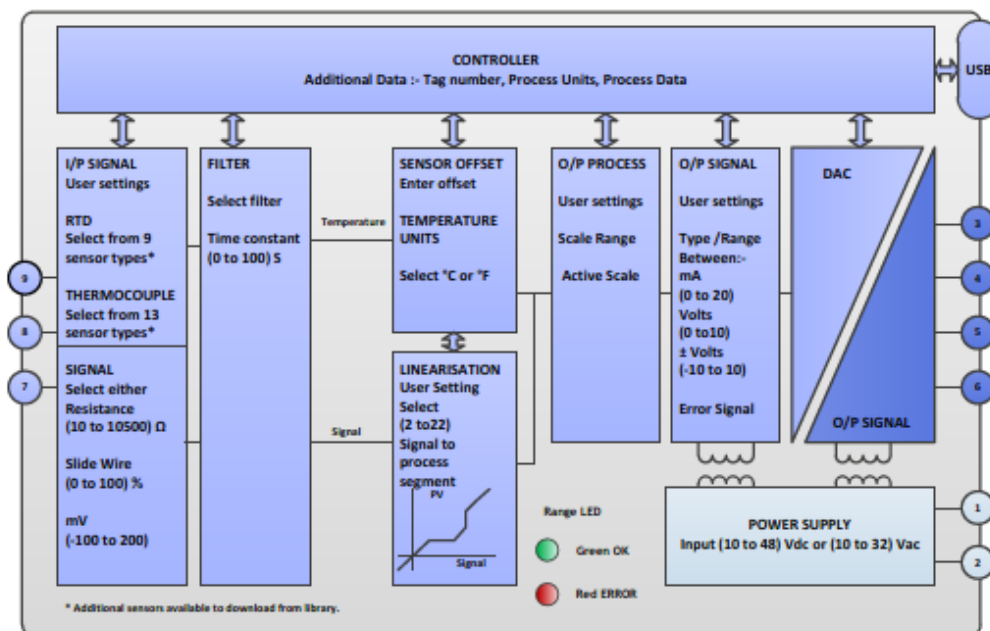 CONTROLLER
Additional Data :- Tag number, Process Units, Process Data
USB
I/P SIGNAL
User settings
RTD
Select from 9
sensor types*
THERMOCOUPLE
Select from 13
sensor types*
SIGNAL
Select either
Resistance
(10 to 10500) Ω
Slide Wire
(0 to 100) %
mV
(-100 to 200)
9
8
7
FILTER
Select filter
Time constant
(0 to 100) S
Temperature
Signal
SENSOR OFFSET
Enter offset
TEMPERATURE
UNITS
Select °C or °F
LINEARISATION
User Setting
Select
(2 to22)
Signal to
process
segment
PV
Signal
O/P PROCESS
User settings
Scale Range
Active Scale
O/P SIGNAL
User settings
Type /Range
Between:-
mA
(0 to 20)
Volts
(0 to10)
± Volts
(-10 to 10)
Error Signal
DAC
O/P SIGNAL
3
4
5
6
Range LED
Green OK
Red ERROR
POWER SUPPLY
Input (10 to 48) Vdc or (10 to 32) Vac
1
2
* Additional sensors available to download from library.